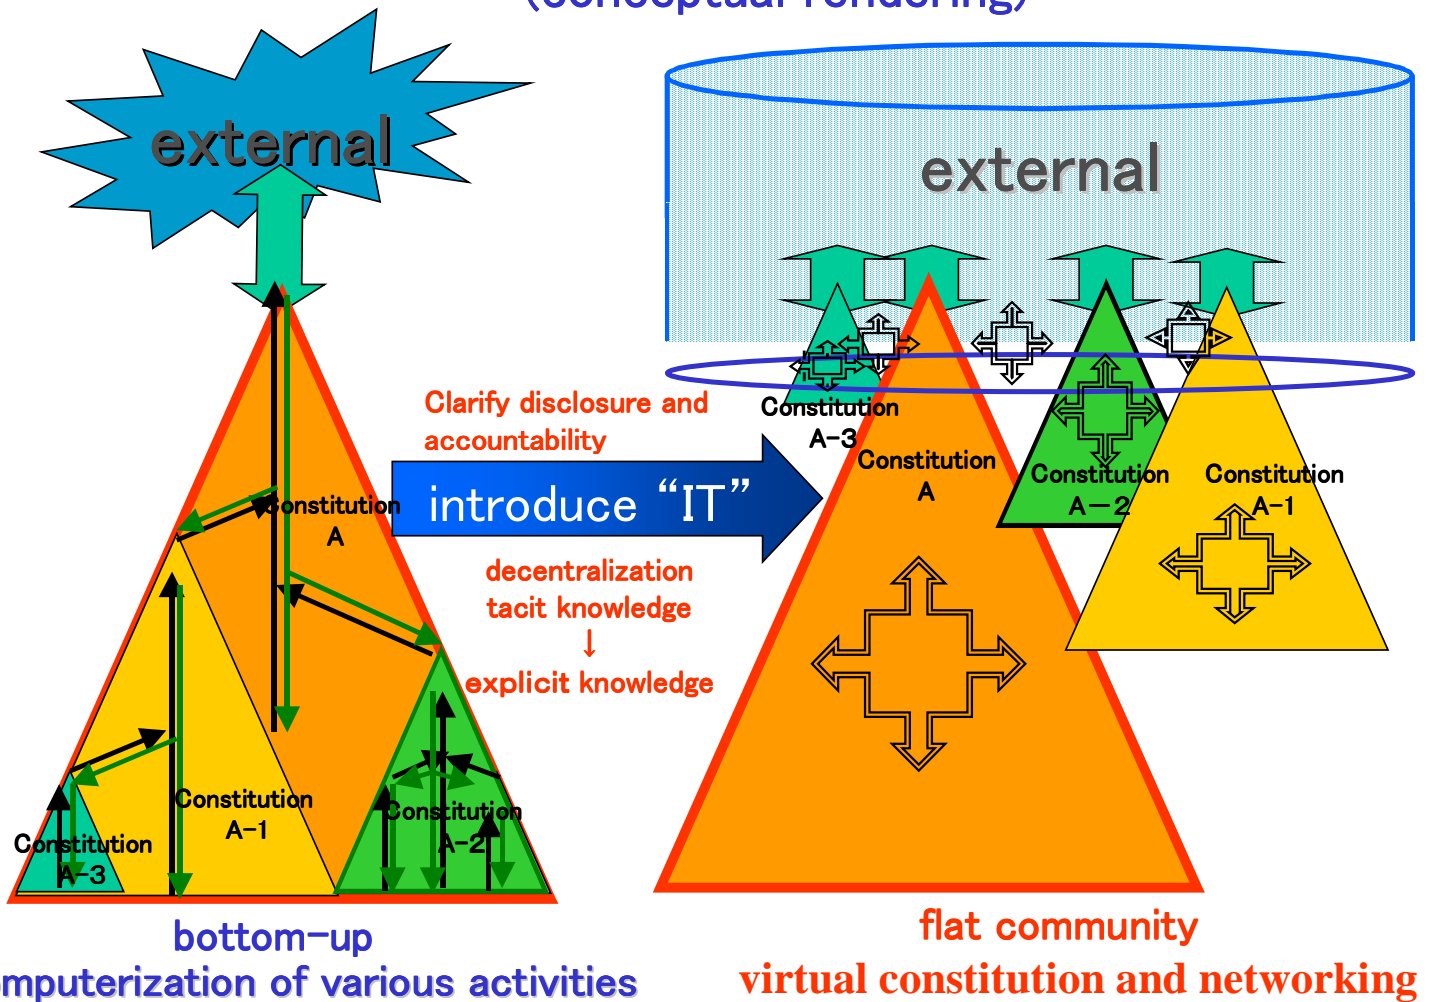 (conceptual rendering)
external
external
Clarify disclosure and
accountability
introduce “IT”
decentralization
tacit knowledge
↓
explicit knowledge
Constitution
A
Constitution
A-1
Constitution
A-2
Constitution
A-3
Constitution
A-3
Constitution
A
Constitution
A-2
Constitution
A-1
bottom-up
mputerization of various activities
flat community
virtual constitution and networking